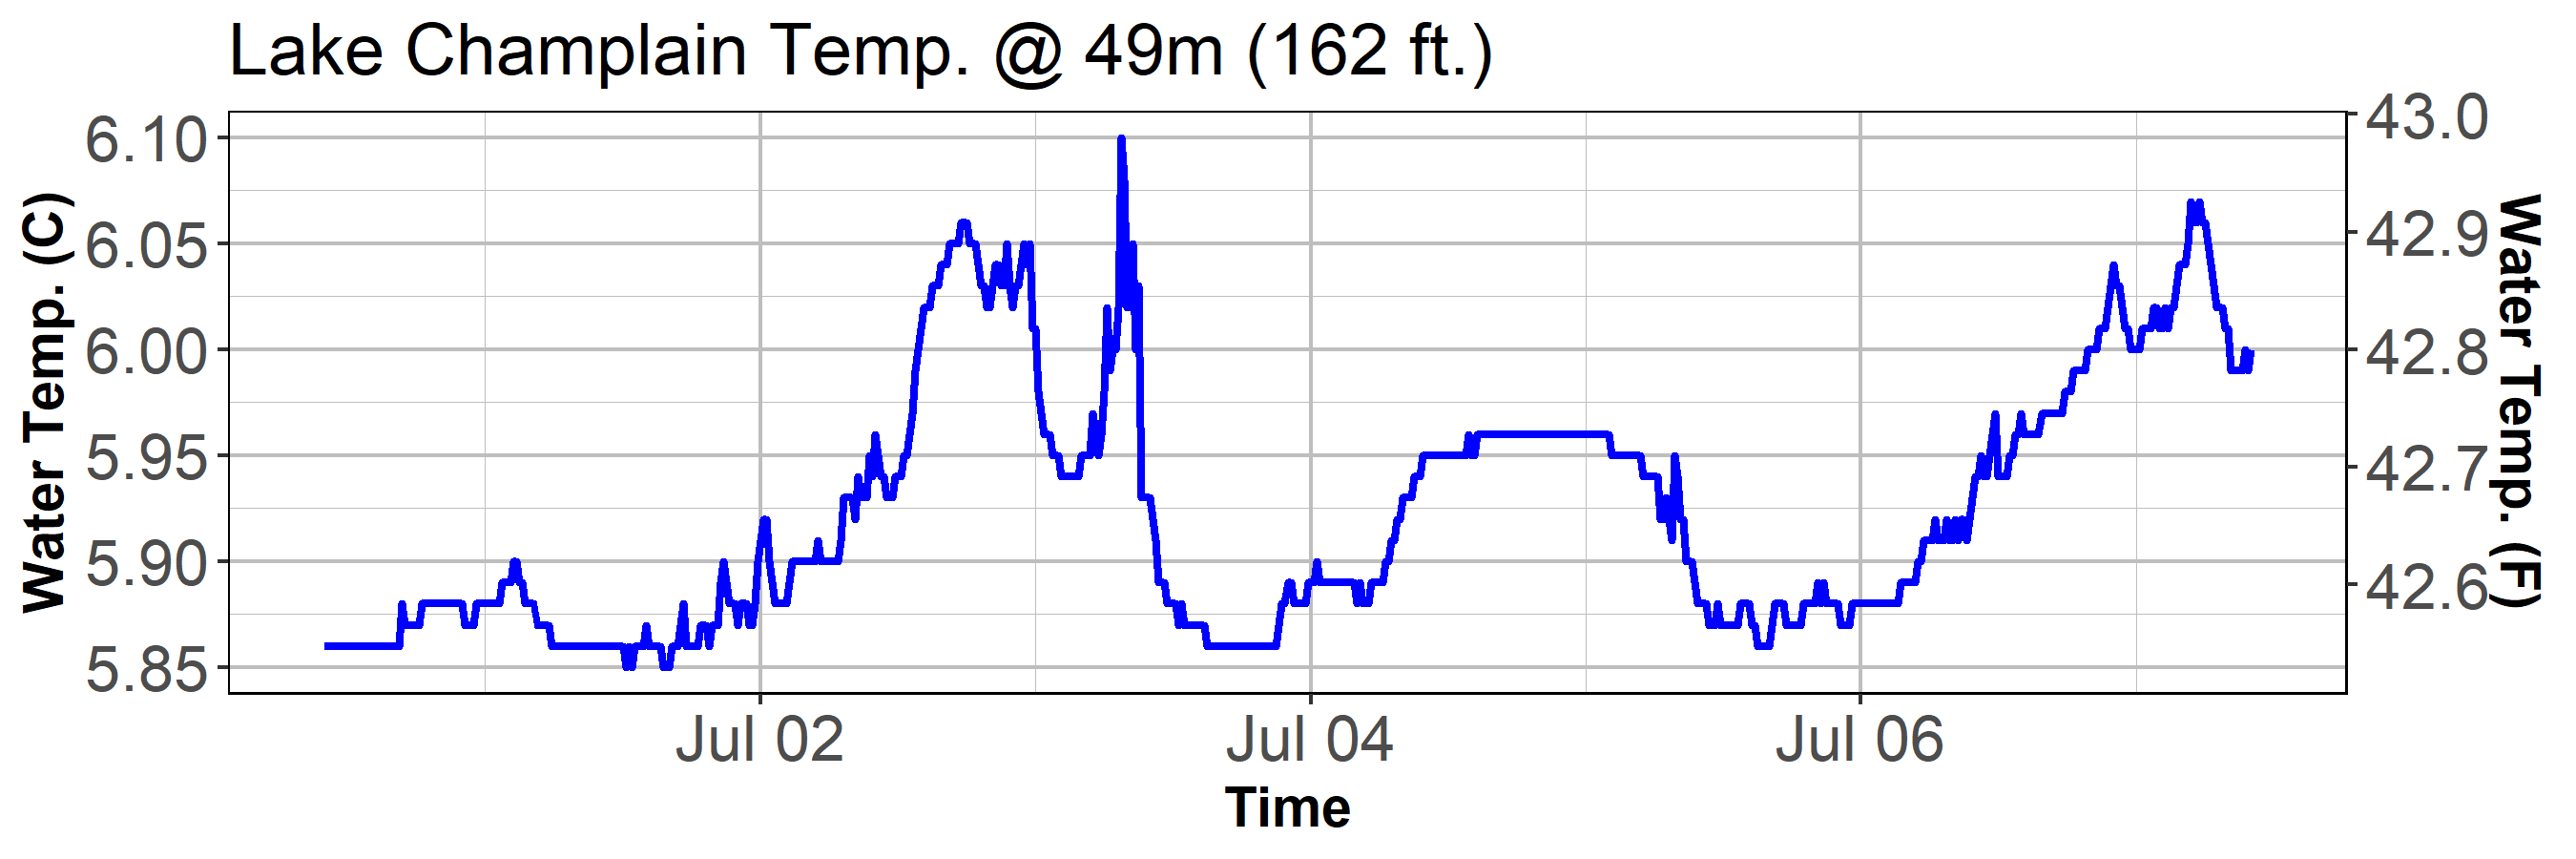 Lake Champlain Temp. @ 49m (162 ft.)
Water Temp. (C)
6.10
6.05
6.00
5.95
5.90
5.85
43.0
42.9
42.8
42.7
42.6
Water Temp. (F)
Jul 02 Jul 04 Jul 06
Time